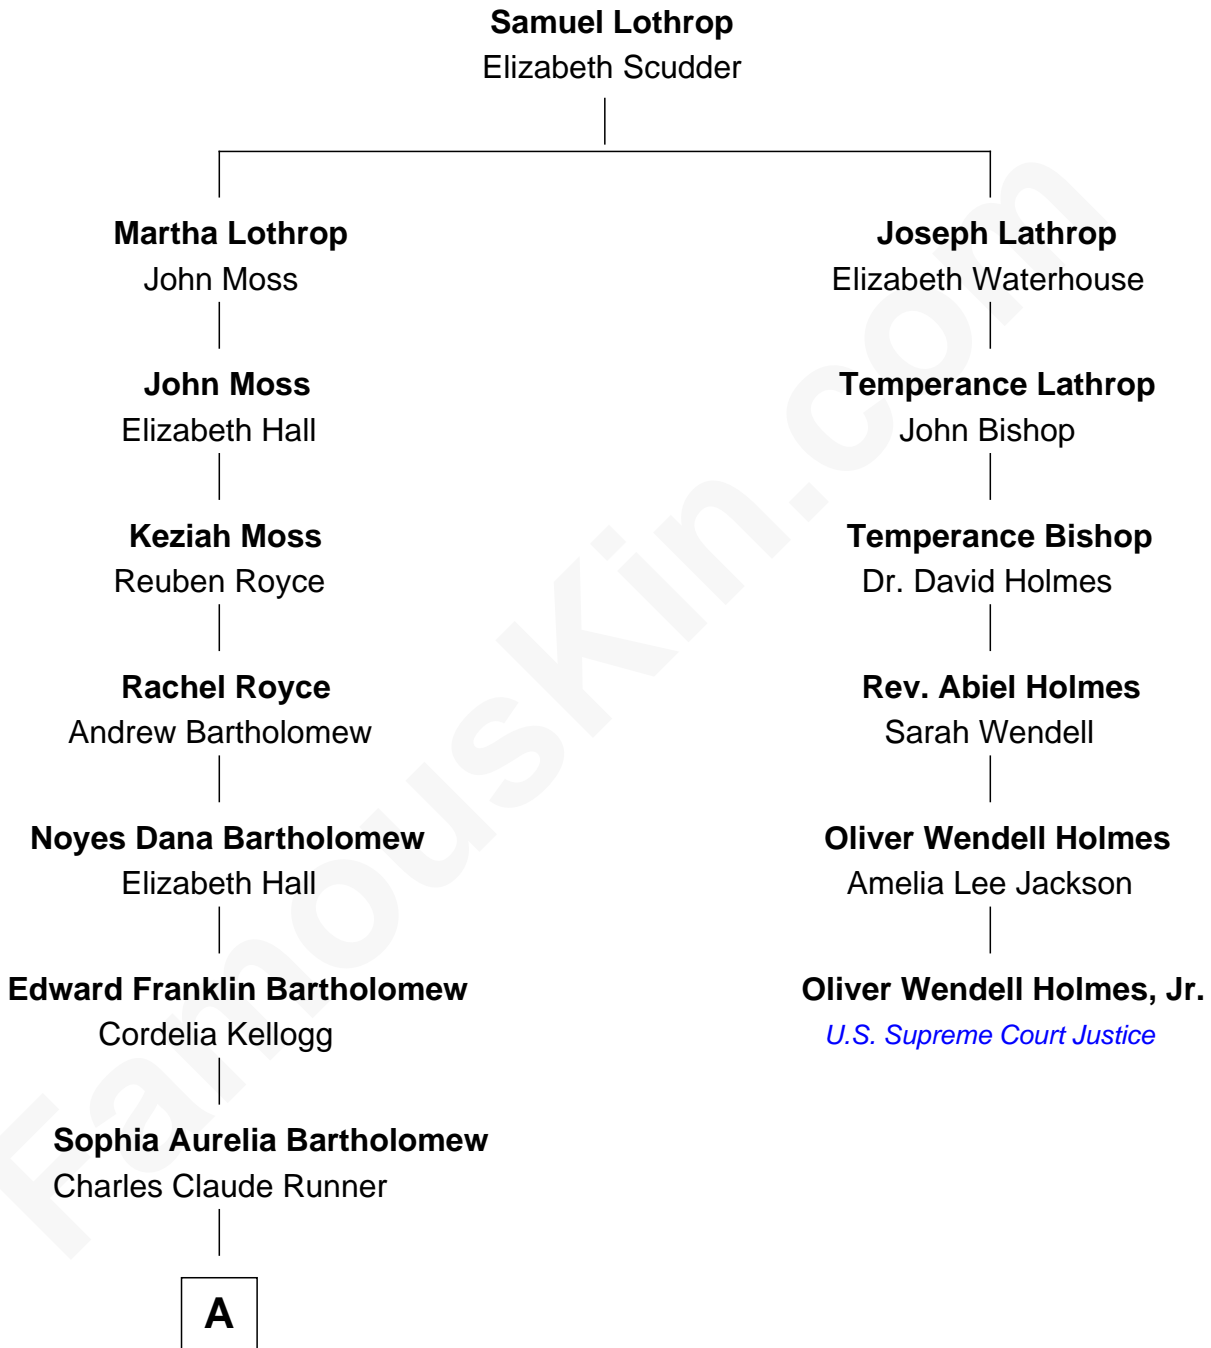 Samuel Lothrop
Elizabeth Scudder
Martha Lothrop
John Moss
John Moss
Elizabeth Hall
Keziah Moss
Reuben Royce
Rachel Royce
Andrew Bartholomew
Noyes Dana Bartholomew
Elizabeth Hall
Edward Franklin Bartholomew
Cordelia Kellogg
Sophia Aurelia Bartholomew
Charles Claude Runner
A
Joseph Lathrop
Elizabeth Waterhouse
Temperance Lathrop
John Bishop
Temperance Bishop
Dr. David Holmes
Rev. Abiel Holmes
Sarah Wendell
Oliver Wendell Holmes
Amelia Lee Jackson
Oliver Wendell Holmes, Jr.
U.S. Supreme Court Justice
FamousKin.com